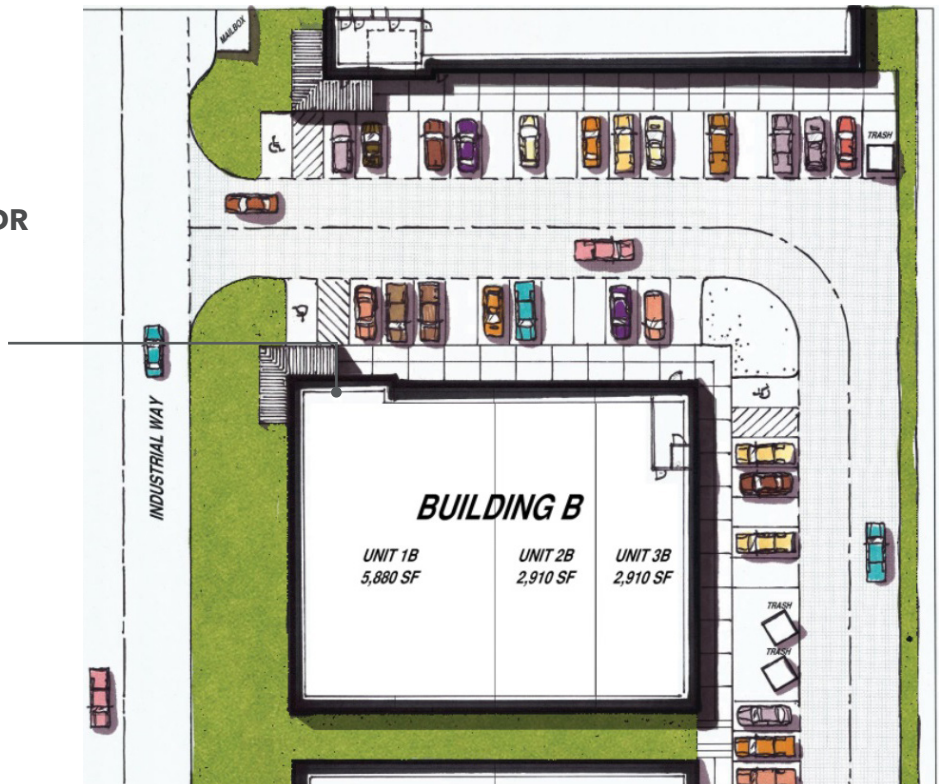 MAILBOX
TRASH
OR
INDUSTRIAL WAY
BUILDING B
UNIT 1B
5,880 SF
UNIT 2B
2,910 SF
UNIT 3B
2,910 SF
TRASH
TRASH